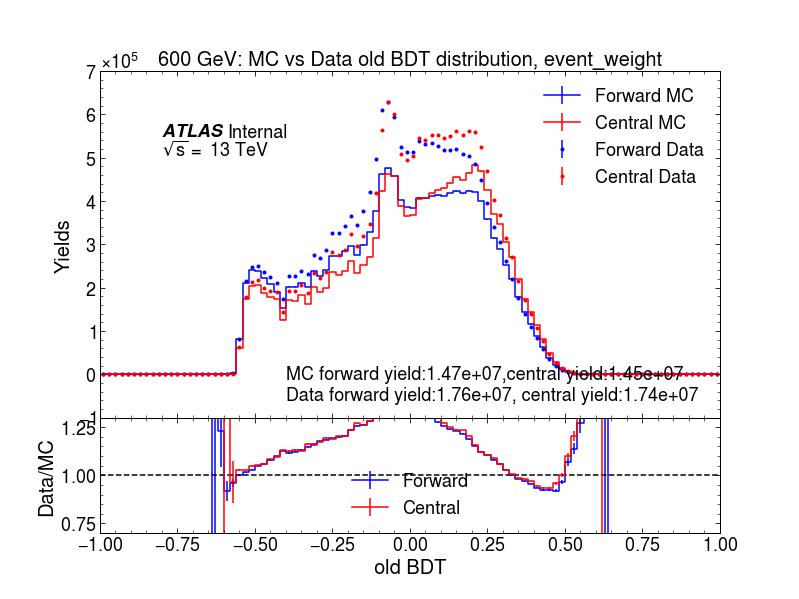 ×10⁵ 600 GeV: MC vs Data old BDT distribution, event_weight
7
6
5
4
3
2
1
0
Yields
ATLAS Internal
√s = 13 TeV
Forward MC
Central MC
Forward Data
Central Data
MC forward yield:1.47e+07,central yield:1.45e+07
Data forward yield:1.76e+07, central yield:1.74e+07
1.25
1.00
0.75
Data/MC
Forward
Central
−1.00 −0.75 −0.50 −0.25 0.00 0.25 0.50 0.75 1.00
old BDT